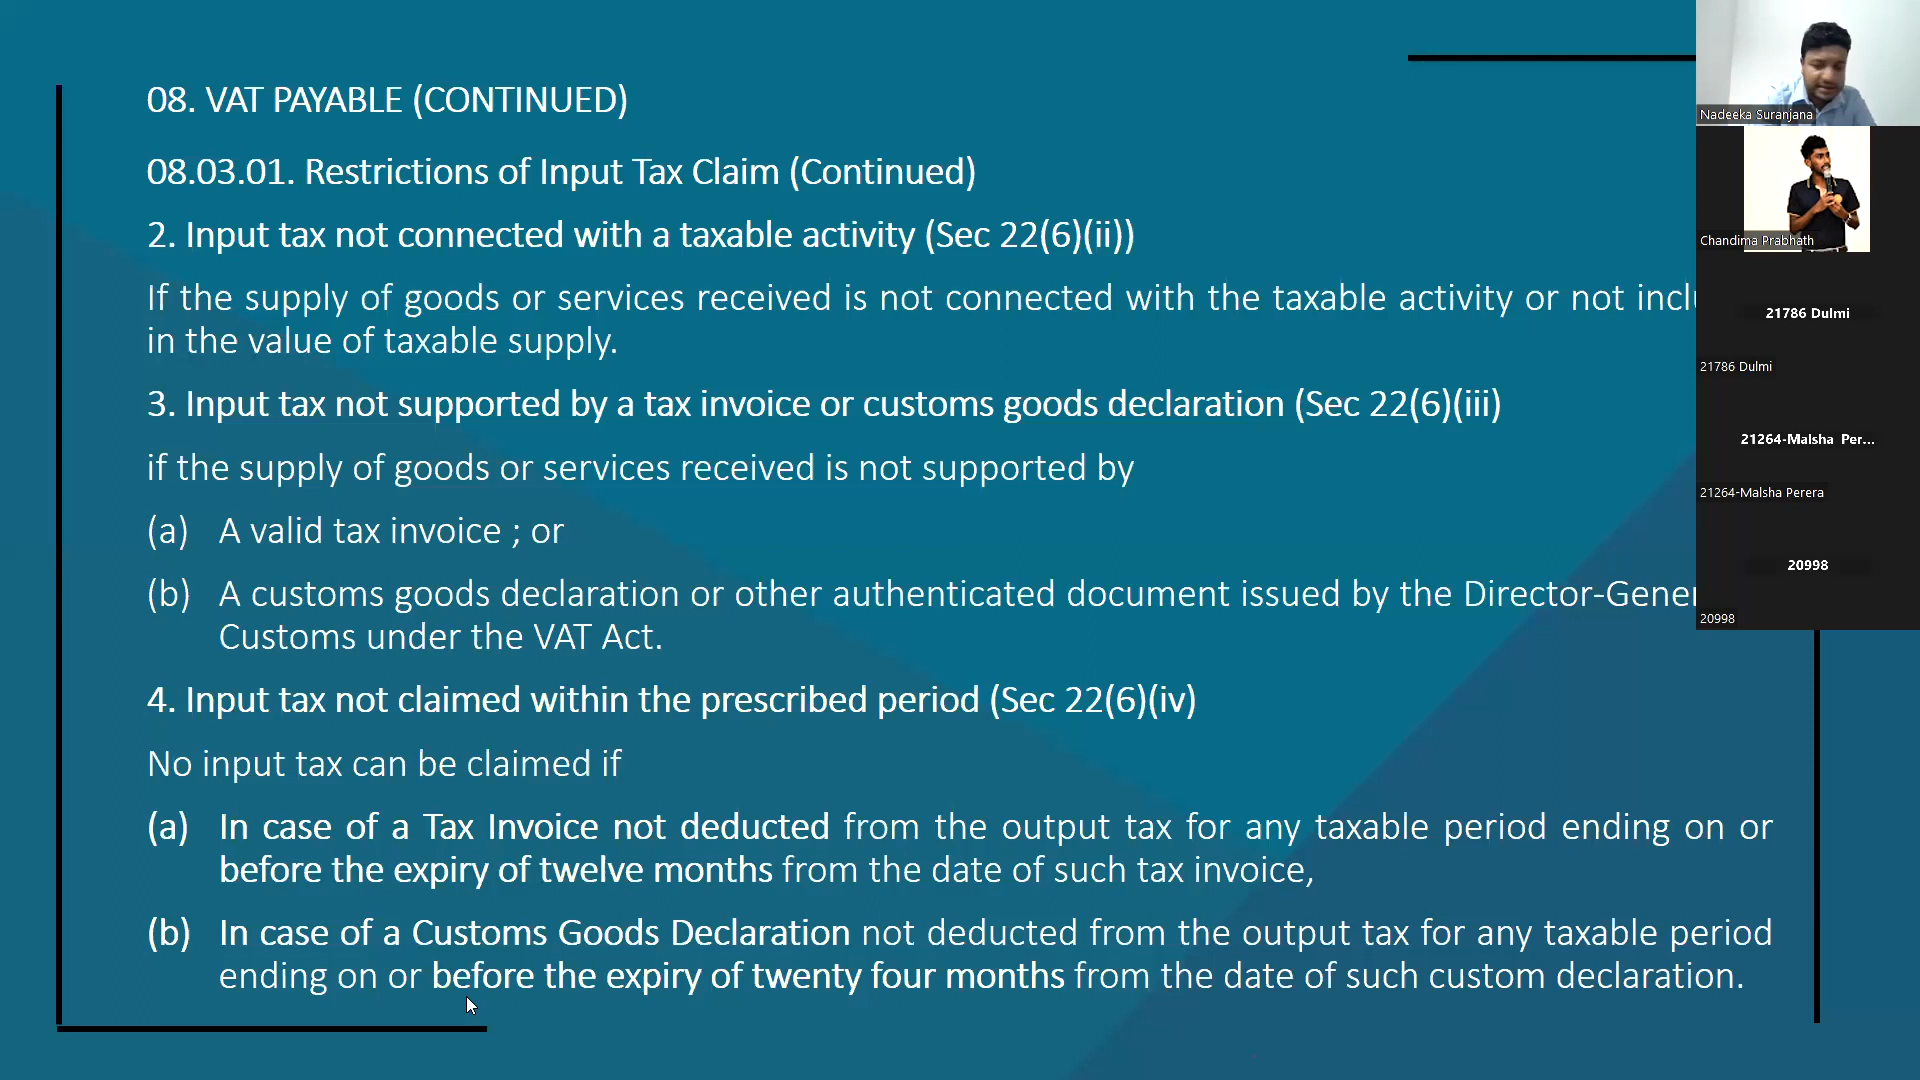 08. VAT PAYABLE (CONTINUED)
08.03.01. Restrictions of Input Tax Claim (Continued)
2. Input tax not connected with a taxable activity (Sec 22(6)(ii))
If the supply of goods or services received is not connected with the taxable activity or not
in the value of taxable supply.
3. Input tax not supported by a tax invoice or customs goods declaration (Sec 22(6)(iii)
if the supply of goods or services received is not supported by
(a) A valid tax invoice ; or
(b) A customs goods declaration or other authenticated document issued by the
Customs under the VAT Act.
4. Input tax not claimed within the prescribed period (Sec 22(6)(iv)
No input tax can be claimed if
(a) In case of a Tax Invoice not deducted from the output tax for any taxable period ending on or
before the expiry of twelve months from the date of such tax invoice,
(b) In case of a Customs Goods Declaration not deducted from the output tax for any taxable period
ending on or before the expiry of twenty four months from the date of such custom declaration.
Nadeeka Suranjana
Chandima Prabhath
21786 Dulmi
21786 Dulmi
21264-Malsha Per...
21264-Malsha Perera
20998
20998